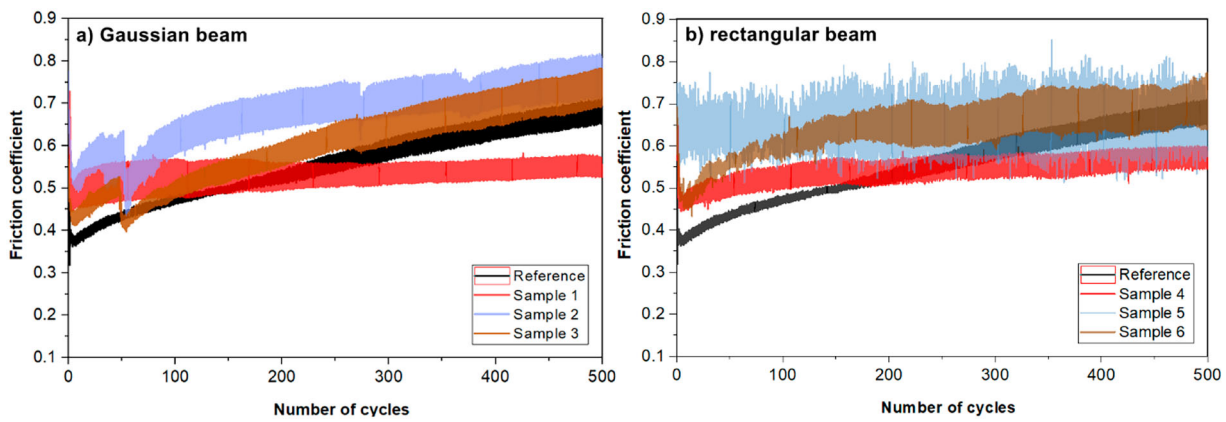 a) Gaussian beam
Friction coefficient
0.9
0.8
0.7
0.6
0.5
0.4
0.3
0.2
0.1
0 100 200 300 400 500
Number of cycles
Reference
Sample 1
Sample 2
Sample 3
b) rectangular beam
Friction coefficient
0.9
0.8
0.7
0.6
0.5
0.4
0.3
0.2
0.1
0 100 200 300 400 500
Number of cycles
Reference
Sample 4
Sample 5
Sample 6